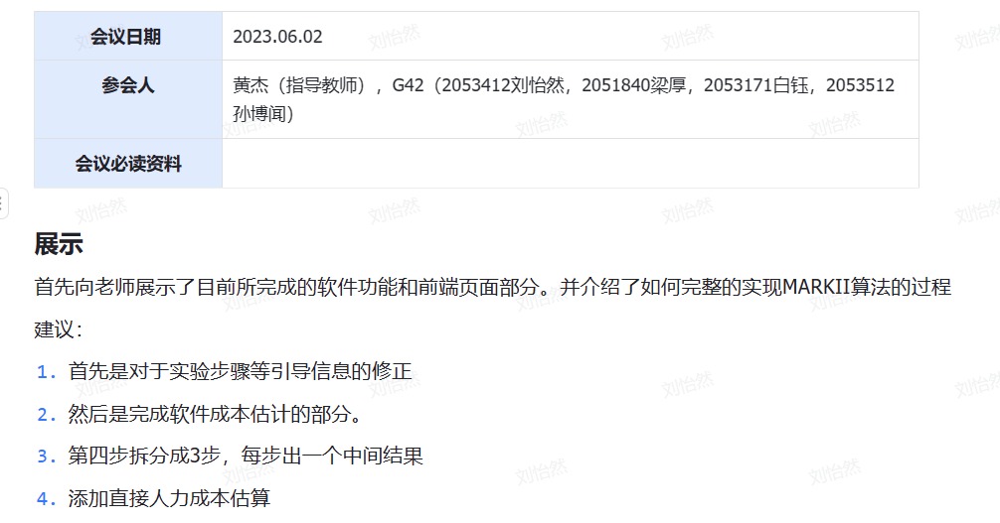 会议日期 2023.06.02
参会人 黄杰（指导教师），G42（2053412刘怡然，2051840梁厚，2053171白钰，2053512
孙博闻）
会议必读资料
展示
首先向老师展示了目前所完成的软件功能和前端页面部分。并介绍了如何完整的实现MARKII算法的过程
建议：
1. 首先是对于实验步骤等引导信息的修正
2. 然后是完成软件成本估计的部分。
3. 第四步拆分成3步，每步出一个中间结果
4. 添加直接人力成本估算